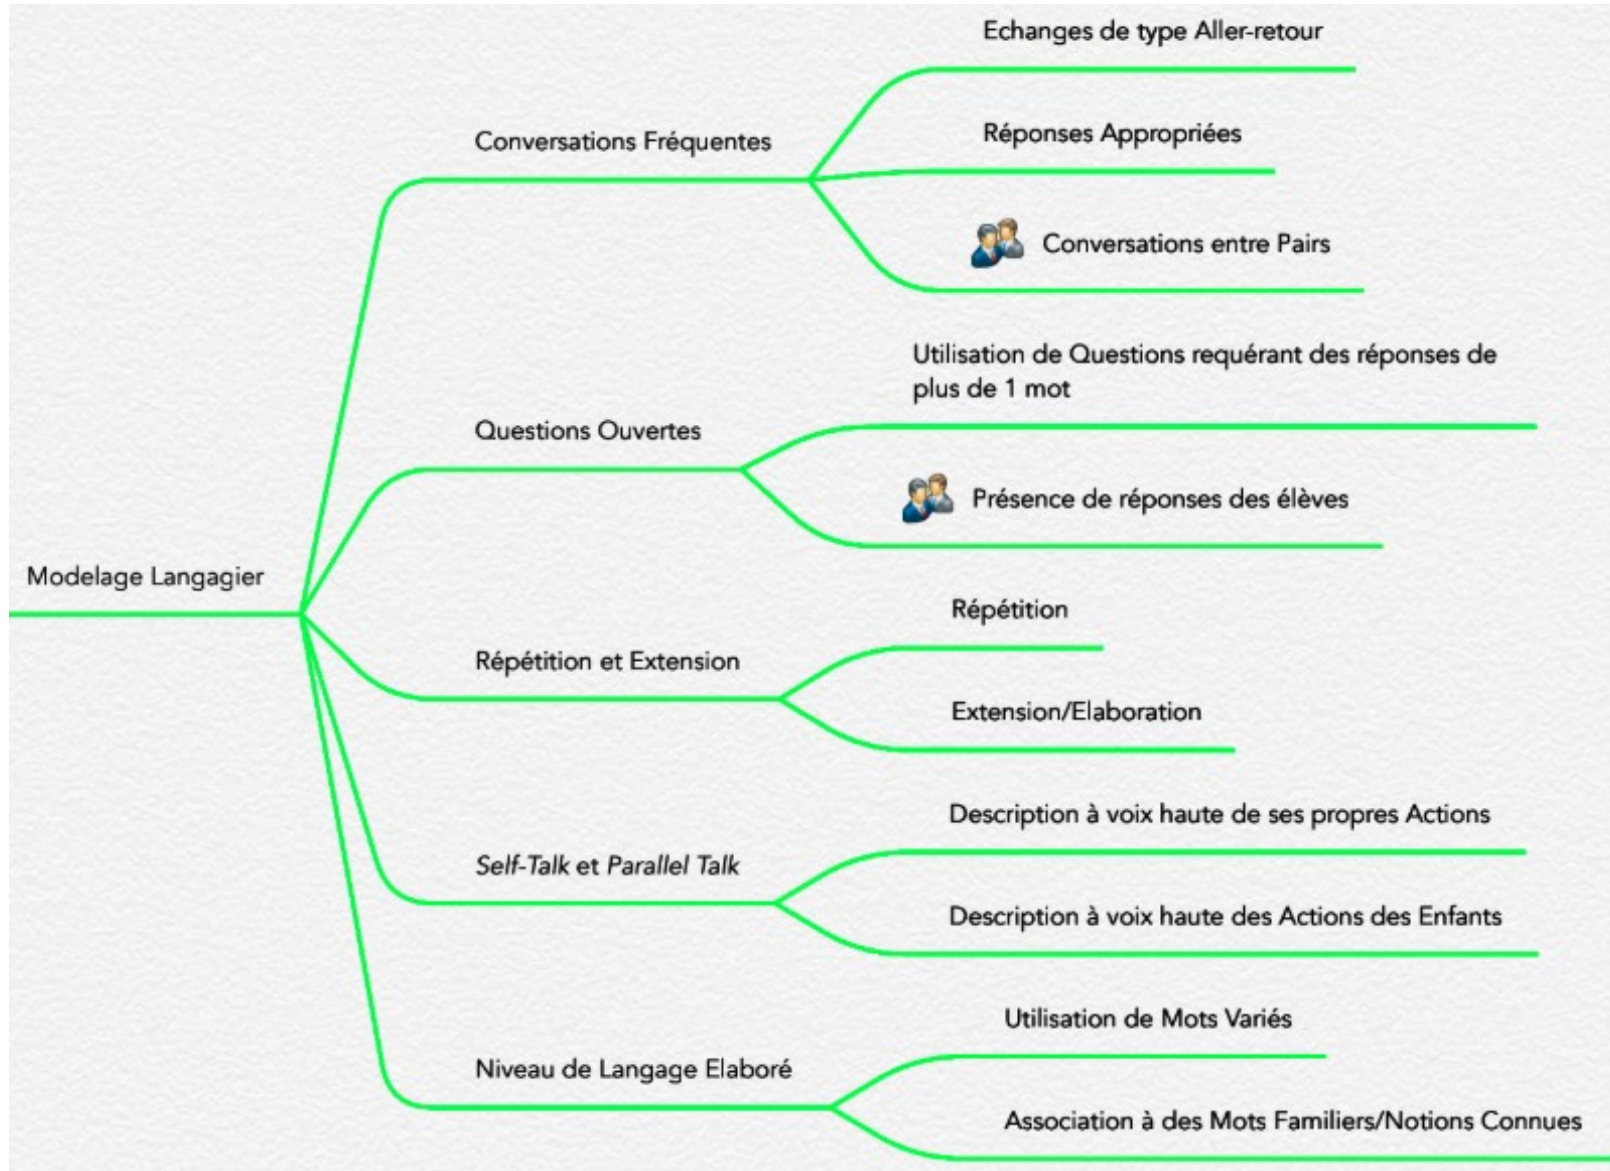 Modelage Langagier
Conversations Fréquentes
Echanges de type Aller-retour
Réponses Appropriées
Conversations entre Pairs
Questions Ouvertes
Utilisation de Questions requérant des réponses de
plus de 1 mot
Présence de réponses des élèves
Répétition et Extension
Répétition
Extension/Elaboration
Self-Talk et Parallel Talk
Description à voix haute de ses propres Actions
Description à voix haute des Actions des Enfants
Niveau de Langage Elaboré
Utilisation de Mots Variés
Association à des Mots Familiers/Notions Connues